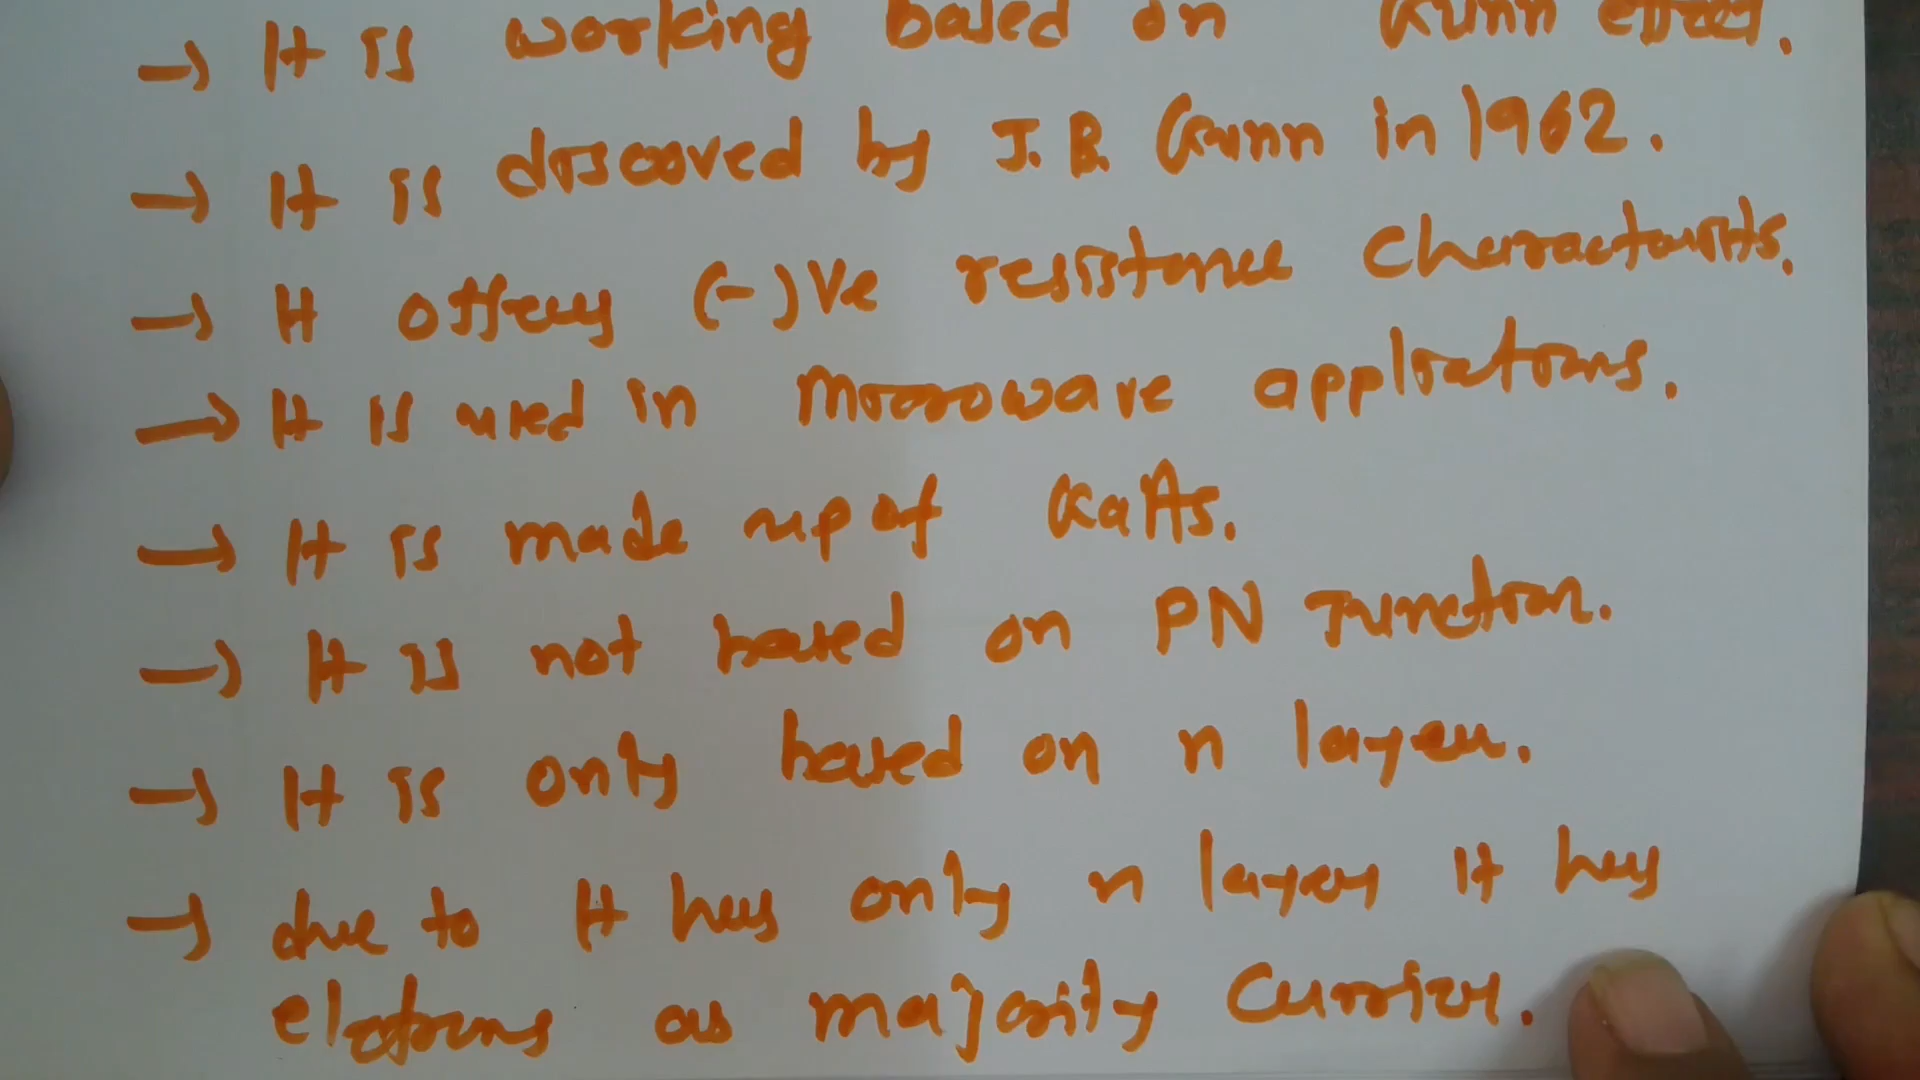 → It is working based on Gunn effect.
→ It is discoved by J.B. Gunn in 1962.
→ It offers (-)ve resistance characterists.
→ It is used in microwave applications.
→ It is made up of GaAs.
→ It is not based on PN Junction.
→ It is only based on n layer.
→ due to it has only n layer it has
eletrons as majority carrier.